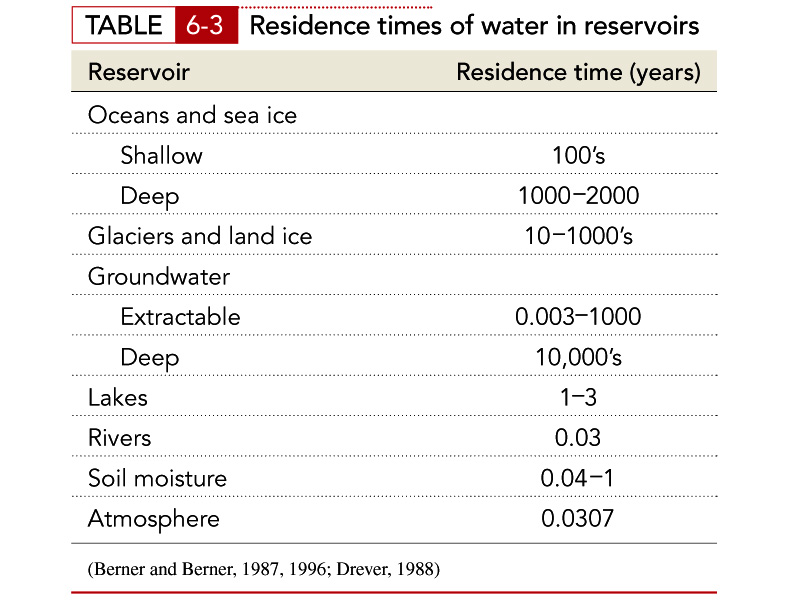 TABLE 6-3 Residence times of water in reservoirs
Reservoir Residence time (years)
Oceans and sea ice
Shallow 100’s
Deep 1000–2000
Glaciers and land ice 10–1000’s
Groundwater
Extractable 0.003–1000
Deep 10,000’s
Lakes 1–3
Rivers 0.03
Soil moisture 0.04–1
Atmosphere 0.0307
(Berner and Berner, 1987, 1996; Drever, 1988)